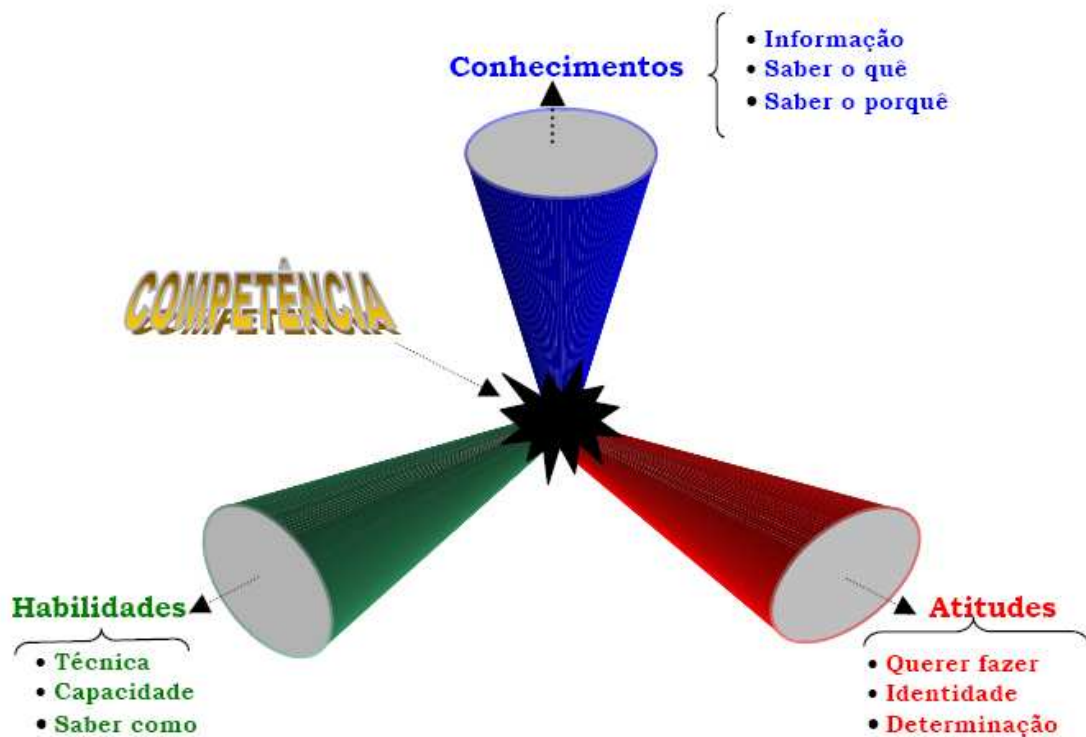 Conhecimentos
• Informação
• Saber o quê
• Saber o porquê
COMPETÊNCIA
Habilidades
• Técnica
• Capacidade
• Saber como
Atitudes
• Querer fazer
• Identidade
• Determinação